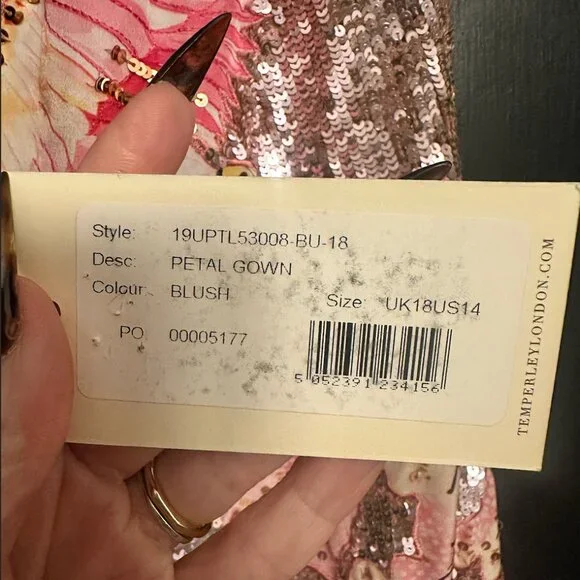 Style: 19UPTL53008-BU-18
Desc: PETAL GOWN
Colour: BLUSH
Size: UK18US14
PO 00005177
5 052391 234156
TEMPERLEYLONDON.COM